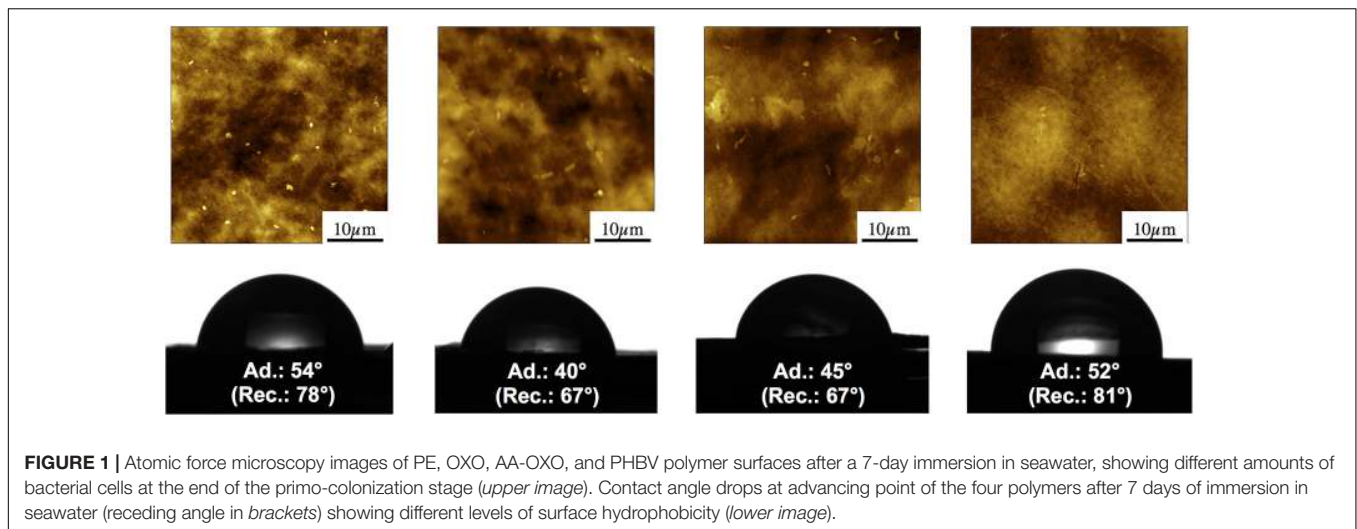 10µm
10µm
10µm
10µm
Ad.: 54°
(Rec.: 78°)
Ad.: 40°
(Rec.: 67°)
Ad.: 45°
(Rec.: 67°)
Ad.: 52°
(Rec.: 81°)
FIGURE 1 | Atomic force microscopy images of PE, OXO, AA-OXO, and PHBV polymer surfaces after a 7-day immersion in seawater, showing different amounts of
bacterial cells at the end of the primo-colonization stage (upper image). Contact angle drops at advancing point of the four polymers after 7 days of immersion in
seawater (receding angle in brackets) showing different levels of surface hydrophobicity (lower image).